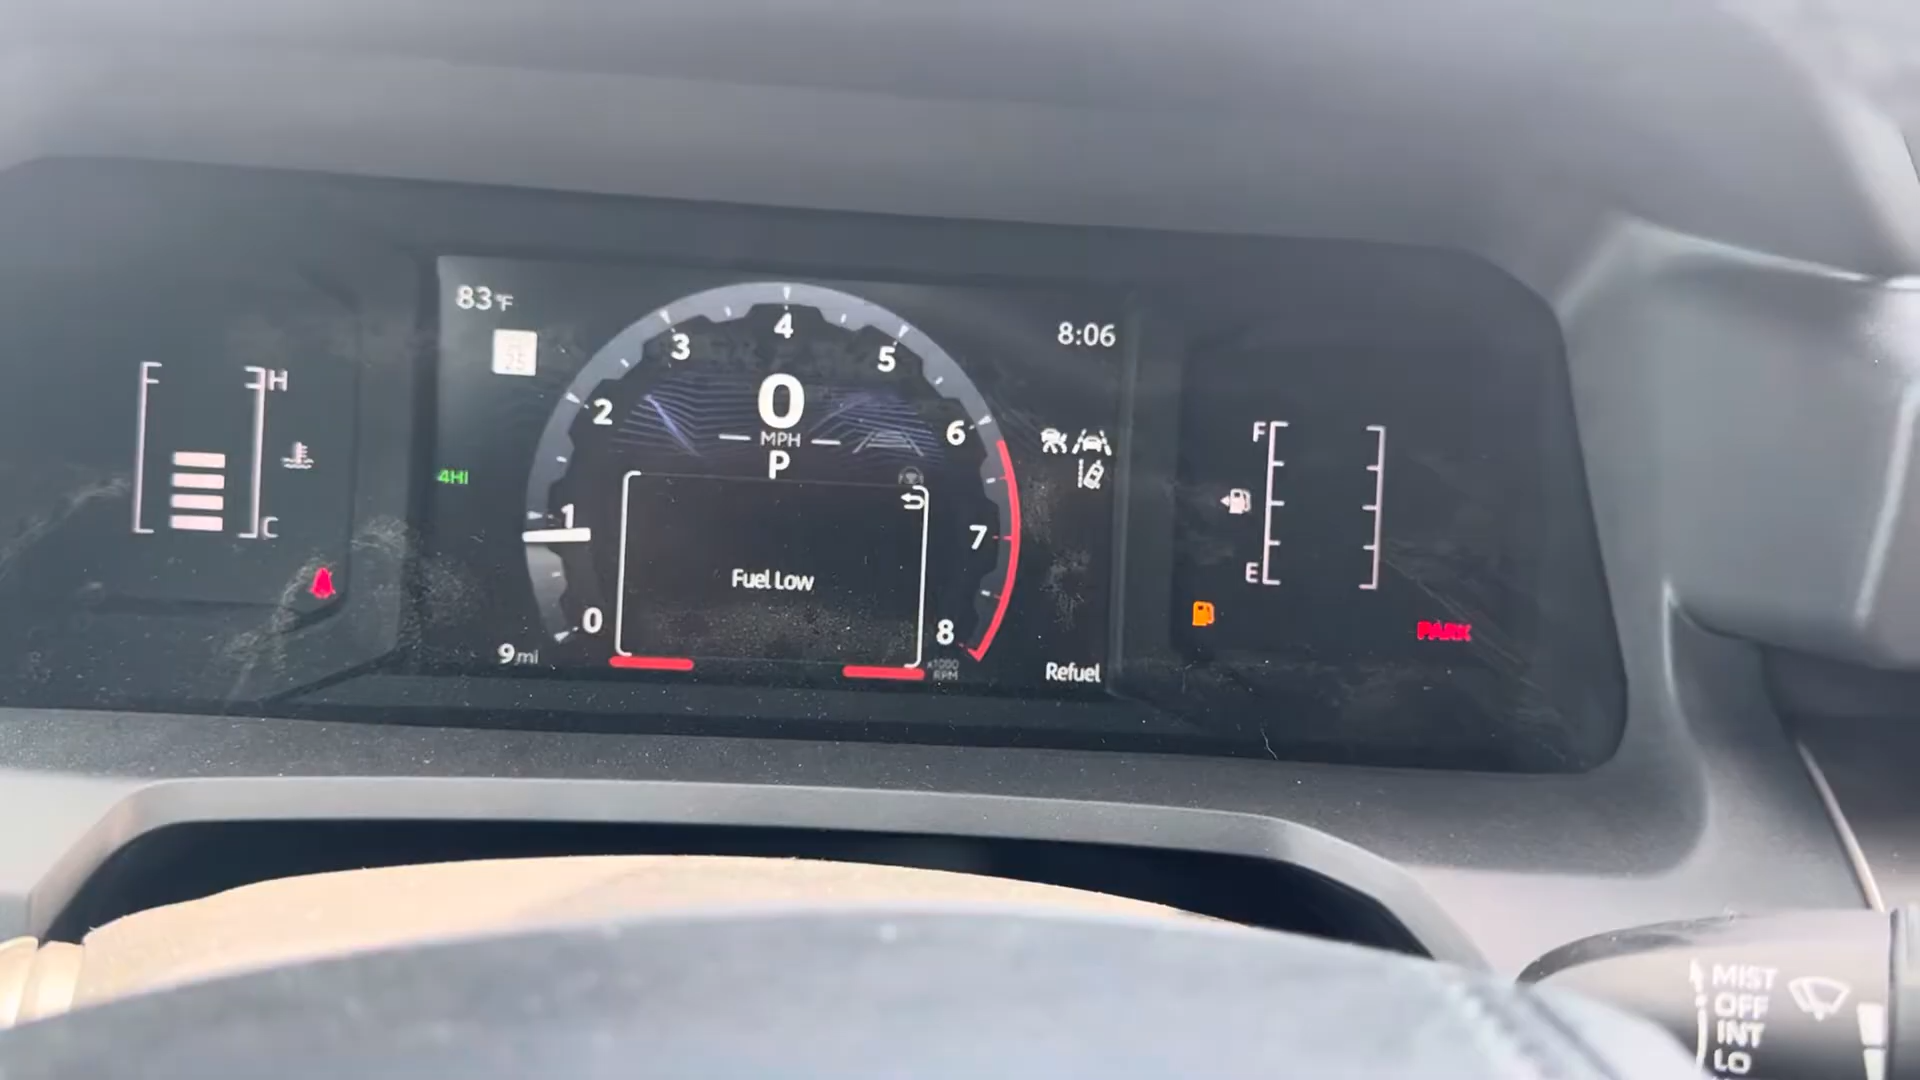 83°F
8:06
4
3
5
2
6
0
MPH
P
H
C
4HI
1
7
0
8
Fuel Low
9 mi
x1000
RPM
Refuel
F
E
PARK
MIST
OFF
INT
LO